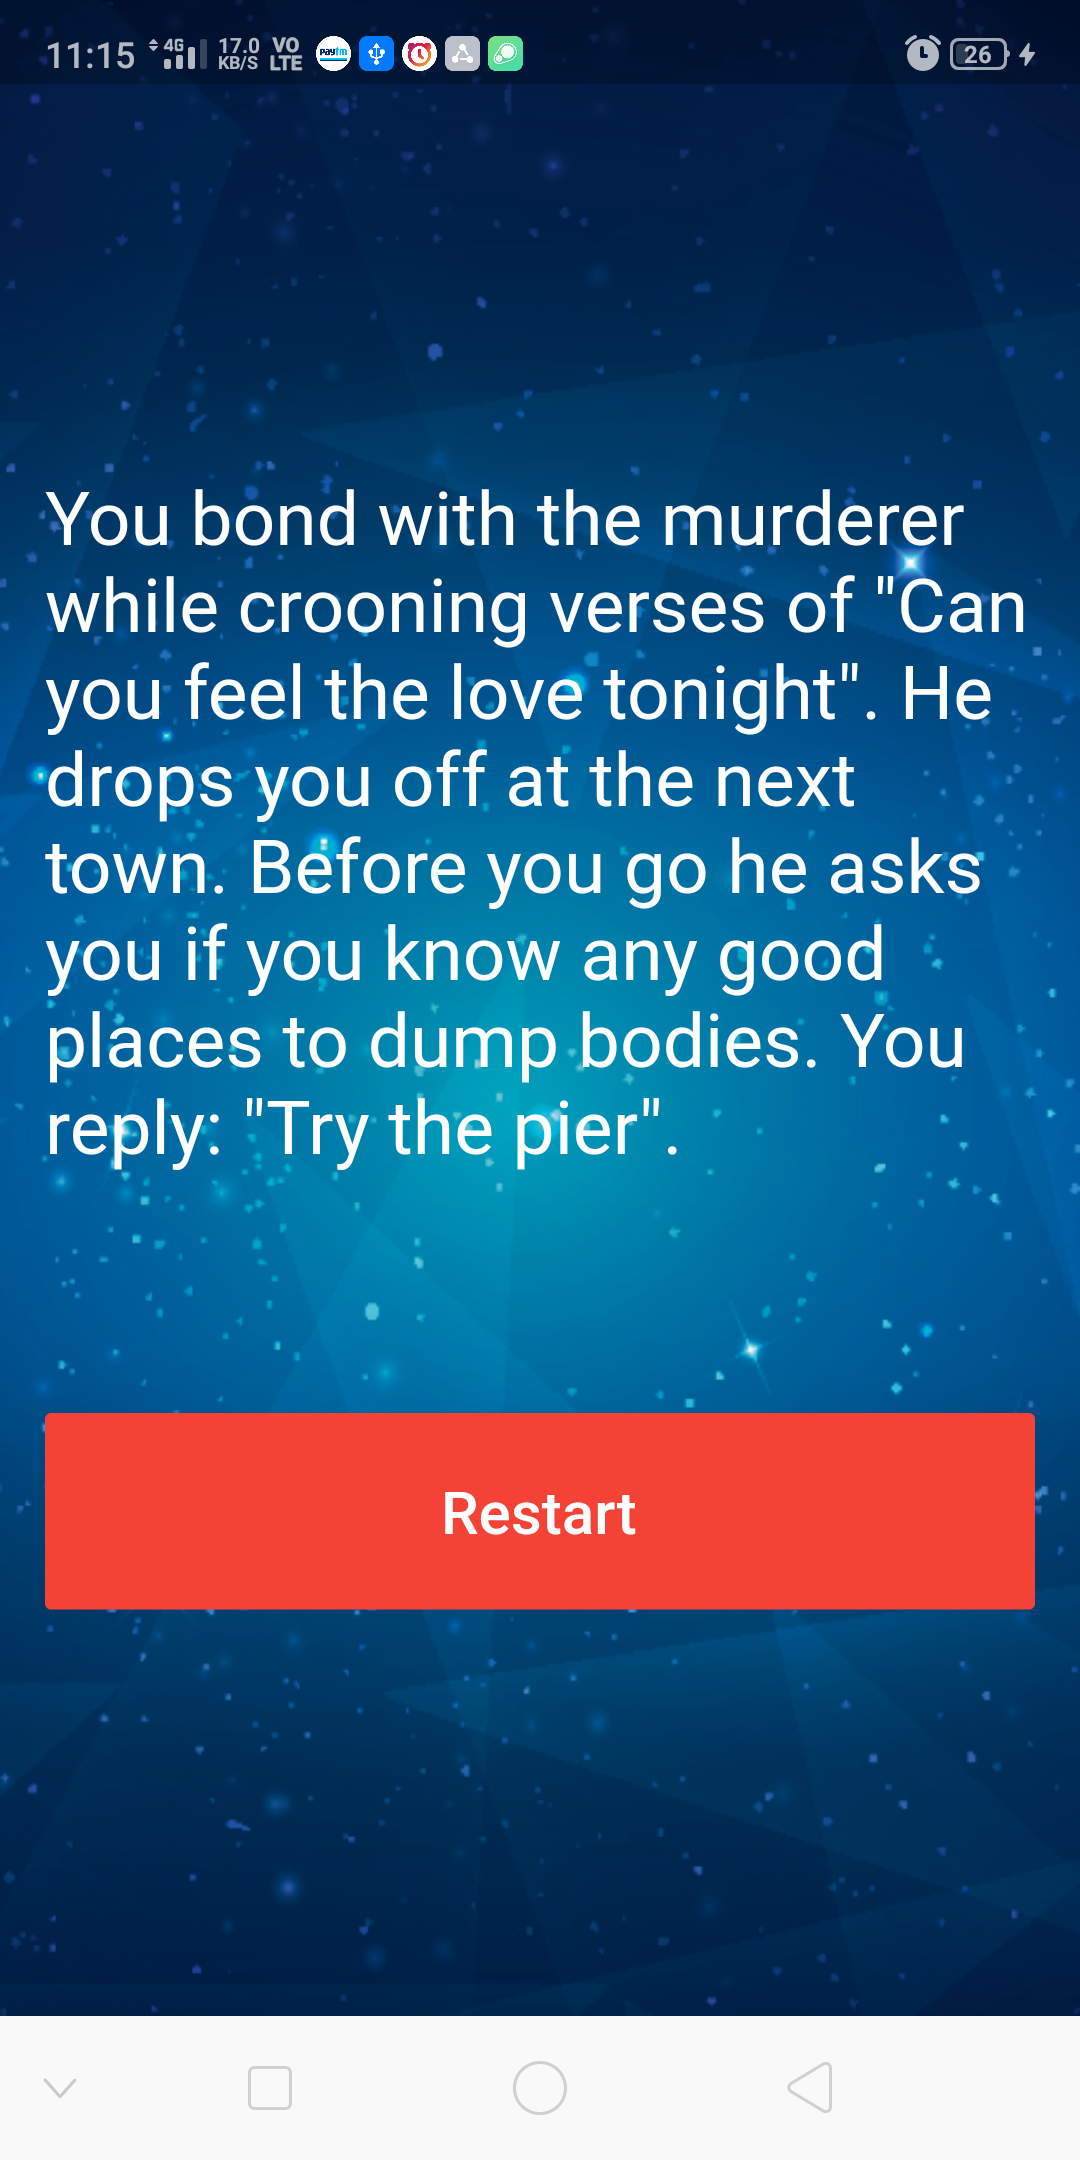 11:15 4G 17.0 KB/S VO LTE paytm 26
You bond with the murderer
while crooning verses of "Can
you feel the love tonight". He
drops you off at the next
town. Before you go he asks
you if you know any good
places to dump bodies. You
reply: "Try the pier".
Restart